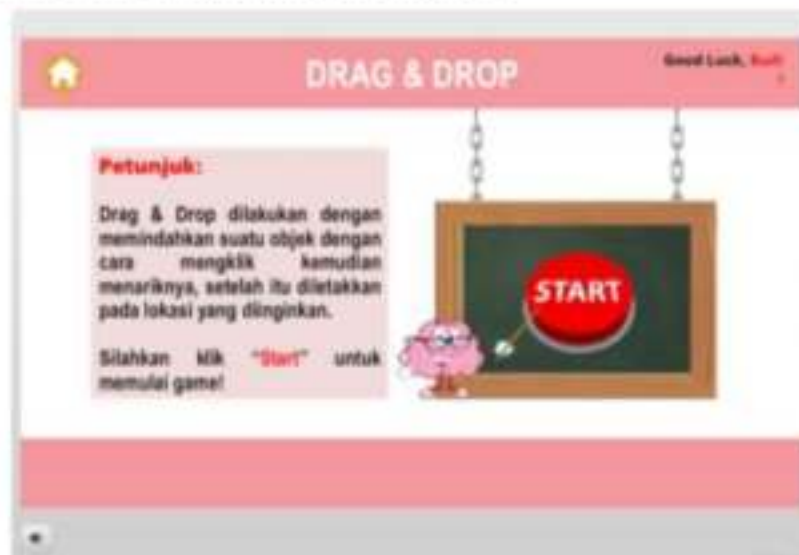 DRAG & DROP
Good Luck, Budi
Petunjuk:
Drag & Drop dilakukan dengan
memindahkan suatu objek dengan
cara mengklik kemudian
menariknya, setelah itu diletakkan
pada lokasi yang diinginkan.
Silahkan klik "Start" untuk
memulai game!
START